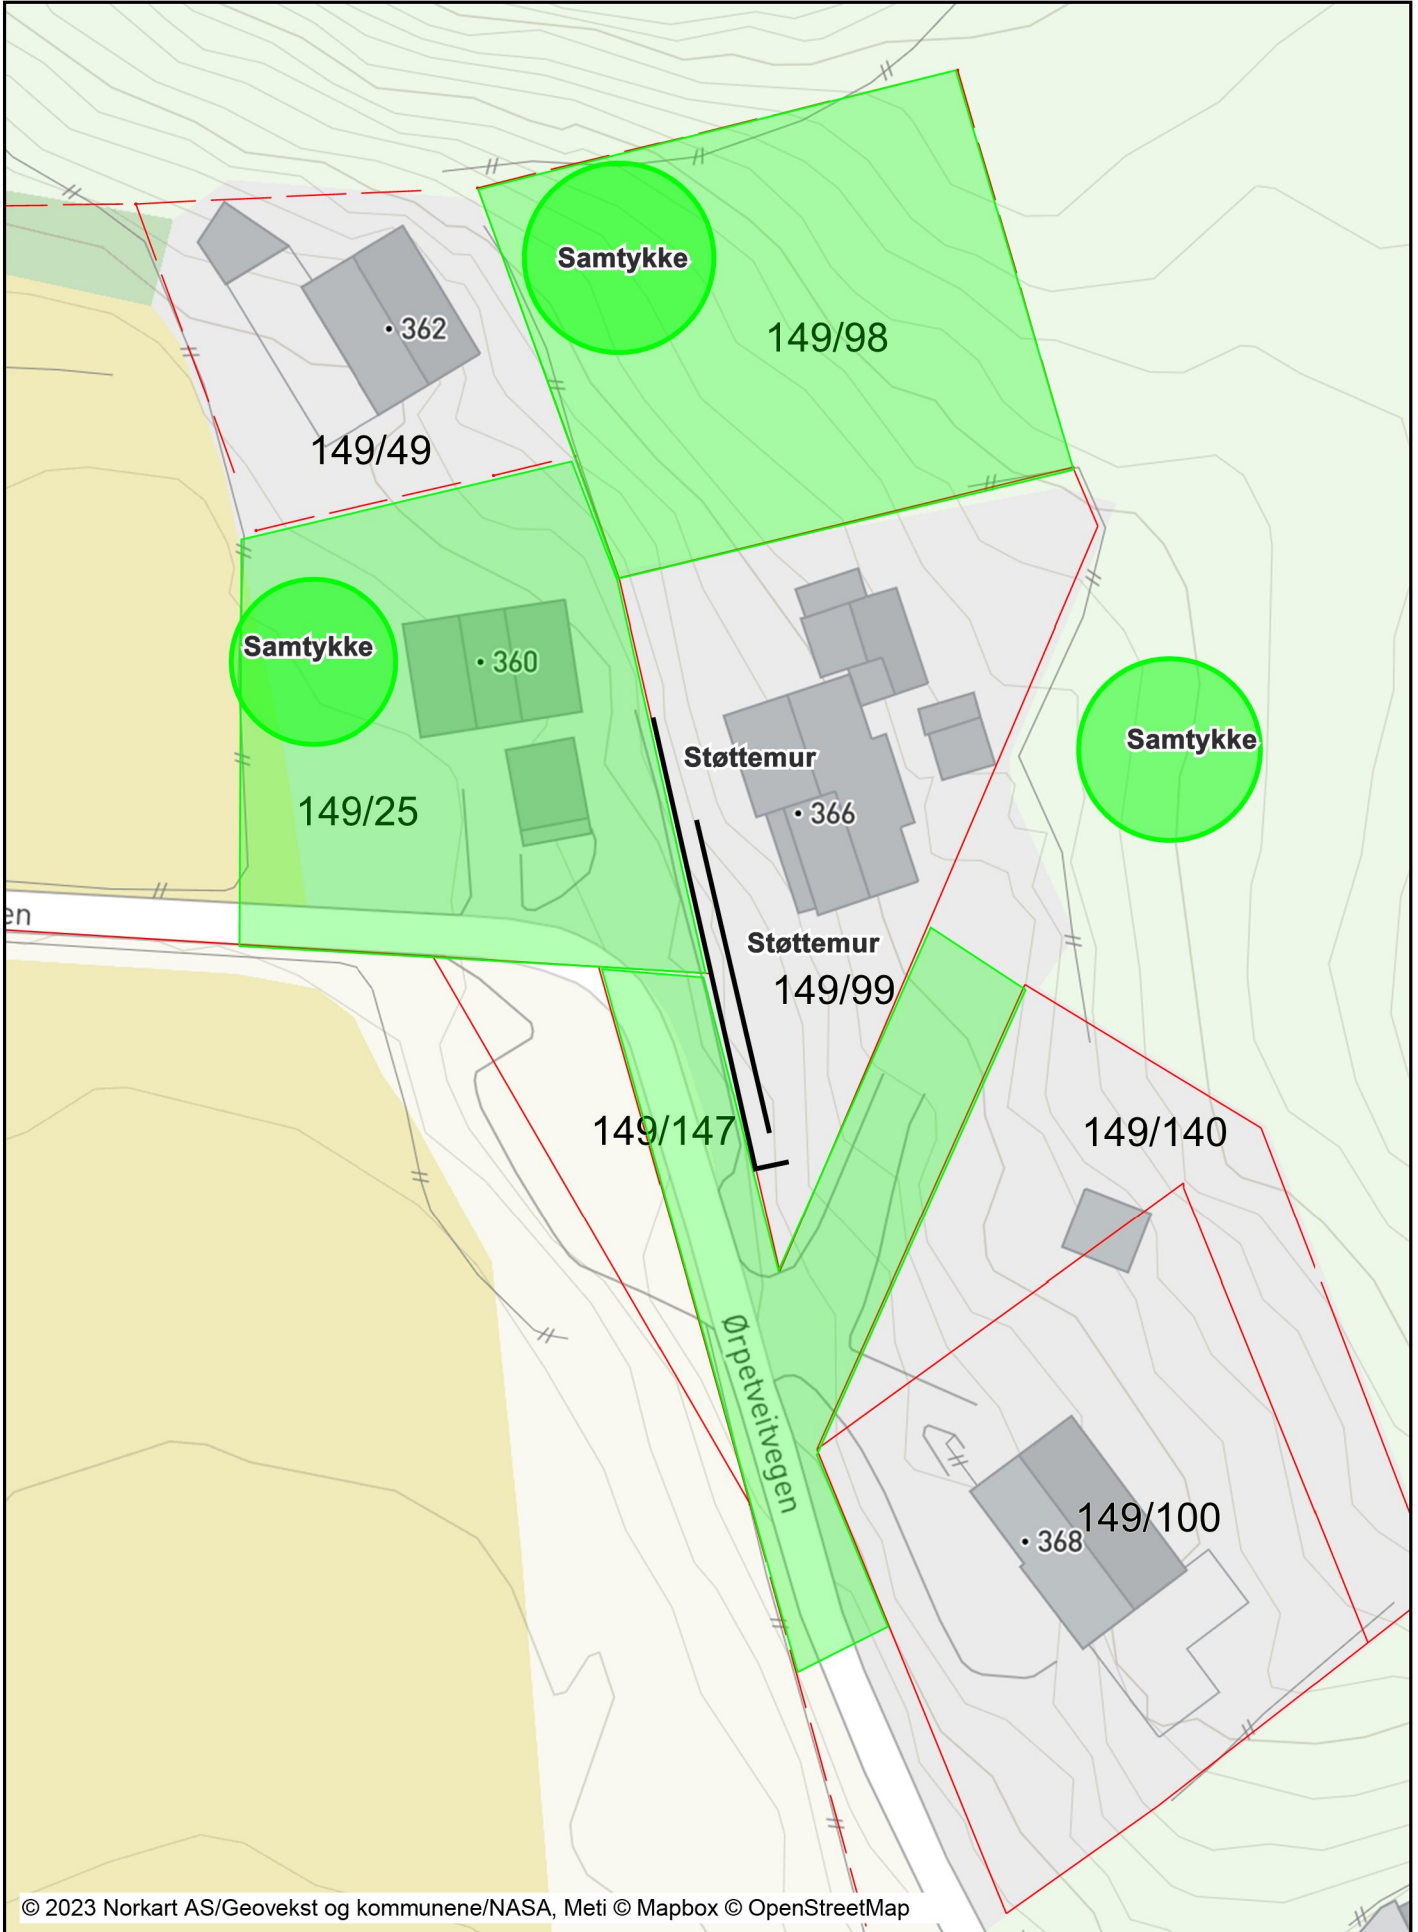 Samtykke
149/98
362
149/49
Samtykke
360
149/25
Støttemur
366
Samtykke
en
Støttemur
149/99
149/147
149/140
Ørpetveitvegen
149/100
368
© 2023 Norkart AS/Geovekst og kommunene/NASA, Meti © Mapbox © OpenStreetMap